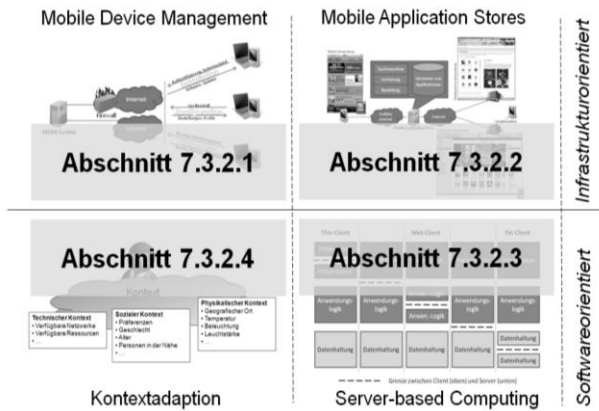 Mobile Device Management
Mobile Application Stores
Infrastrukturorientiert
Internet
Firewall
Abschnitt 7.3.2.1
Abschnitt 7.3.2.2
Abschnitt 7.3.2.4
Abschnitt 7.3.2.3
Softwareorientiert
Thin-Client
Web-Client
Fat-Client
Kontext
Technischer Kontext
• Verfügbare Netzwerke
• Verfügbare Ressourcen
• ...
Sozialer Kontext
• Präferenzen
• Geschlecht
• Alter
• Personen in der Nähe
• ...
Physikalischer Kontext
• Geografischer Ort
• Temperatur
• Beleuchtung
• Leuchtstärke
• ...
Anwendungs-
logik
Anwendungs-
logik
Anw.-Logik
Anwendungs-
logik
Anwendungs-
logik
Datenhaltung
Datenhaltung
Datenhaltung
Datenhaltung
Datenhaltung
Grenze zwischen Client (oben) und Server (unten)
Kontextadaption
Server-based Computing